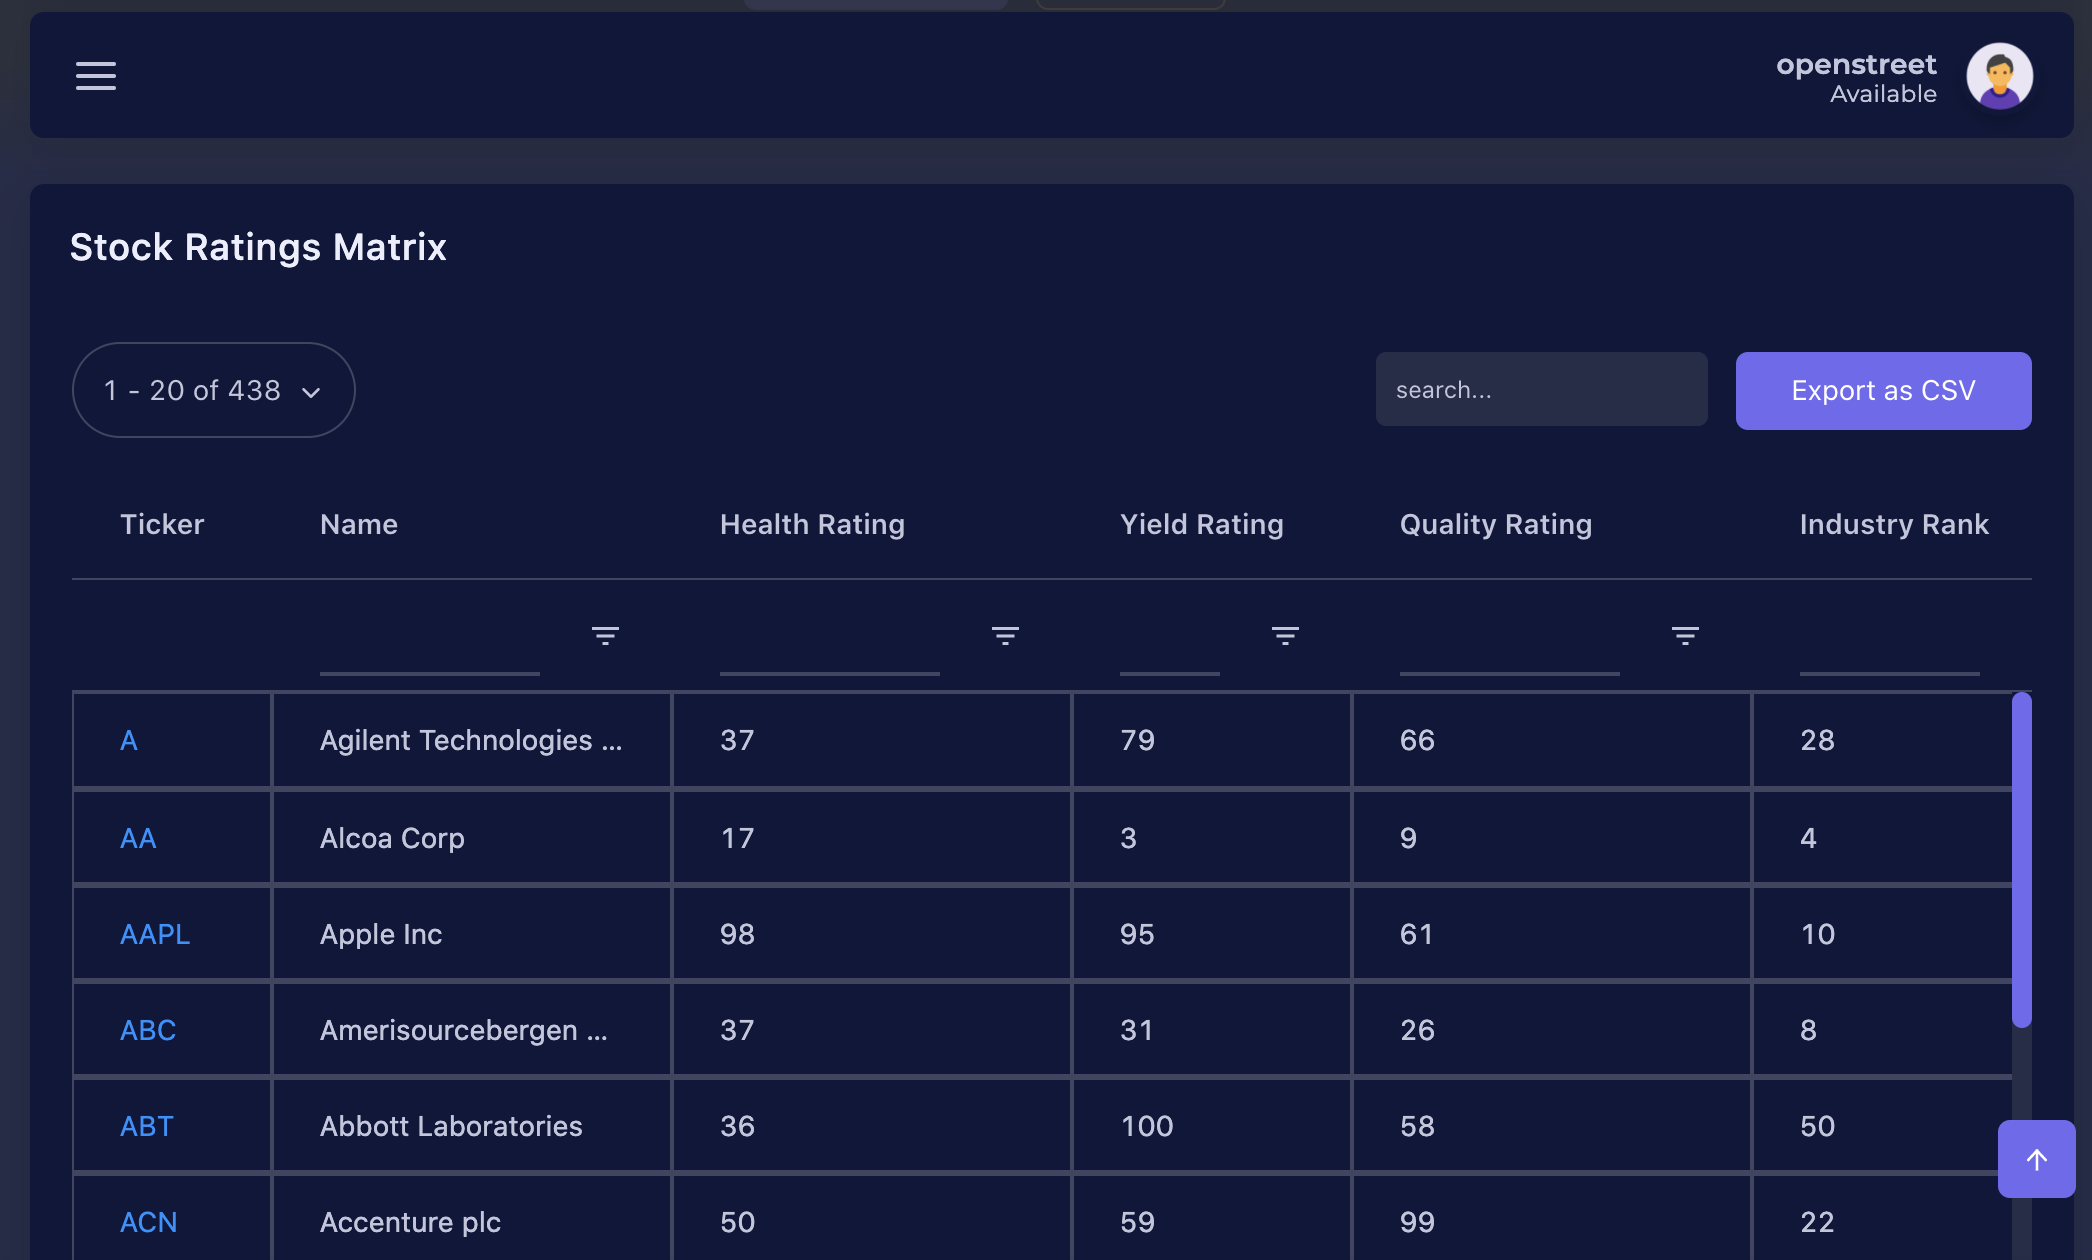 openstreet
Available
Stock Ratings Matrix
1 - 20 of 438
search...
Export as CSV
Ticker Name Health Rating Yield Rating Quality Rating Industry Rank
A Agilent Technologies ... 37 79 66 28
AA Alcoa Corp 17 3 9 4
AAPL Apple Inc 98 95 61 10
ABC Amerisourcebergen ... 37 31 26 8
ABT Abbott Laboratories 36 100 58 50
ACN Accenture plc 50 59 99 22